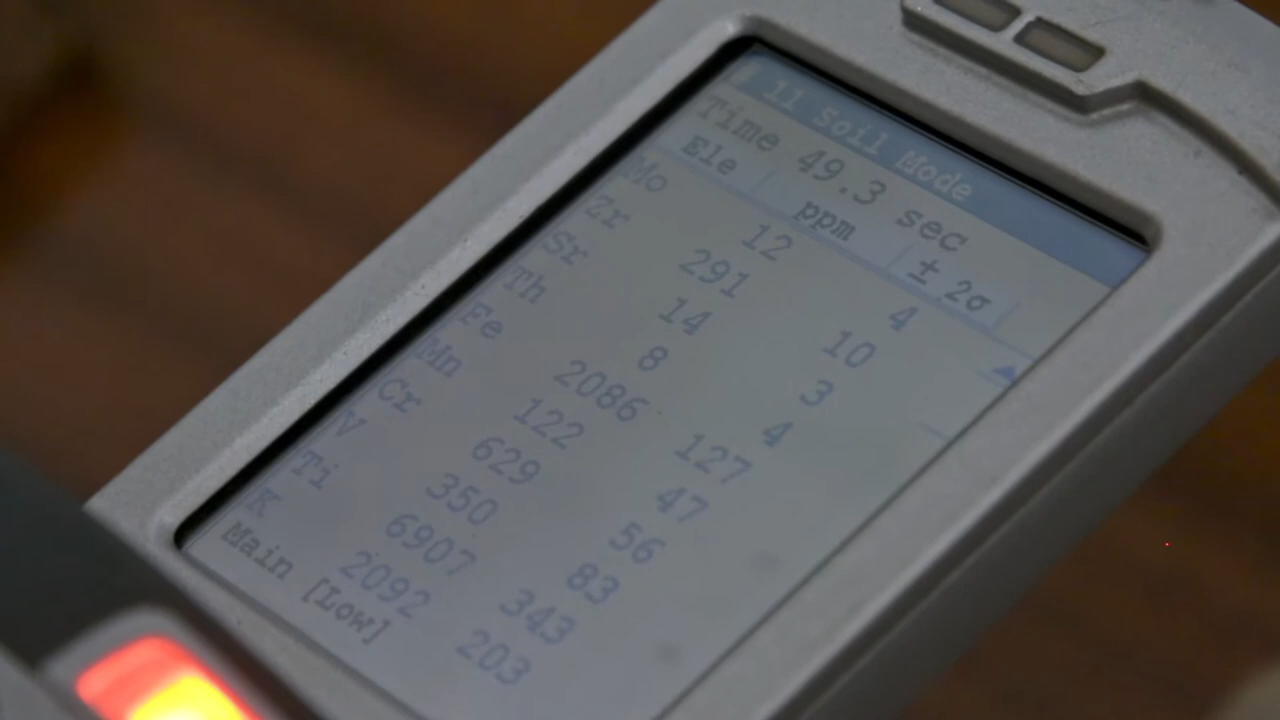 # 11 Soil Mode
Time 49.3 sec
Ele ppm ± 2σ
Mo 12 4
Zr 291 10
Sr 14 3
Th 8 4
Fe 2086 127
Mn 122 47
Cr 629 56
V 350 83
Ti 6907 343
K 2092 203
Main [Low]